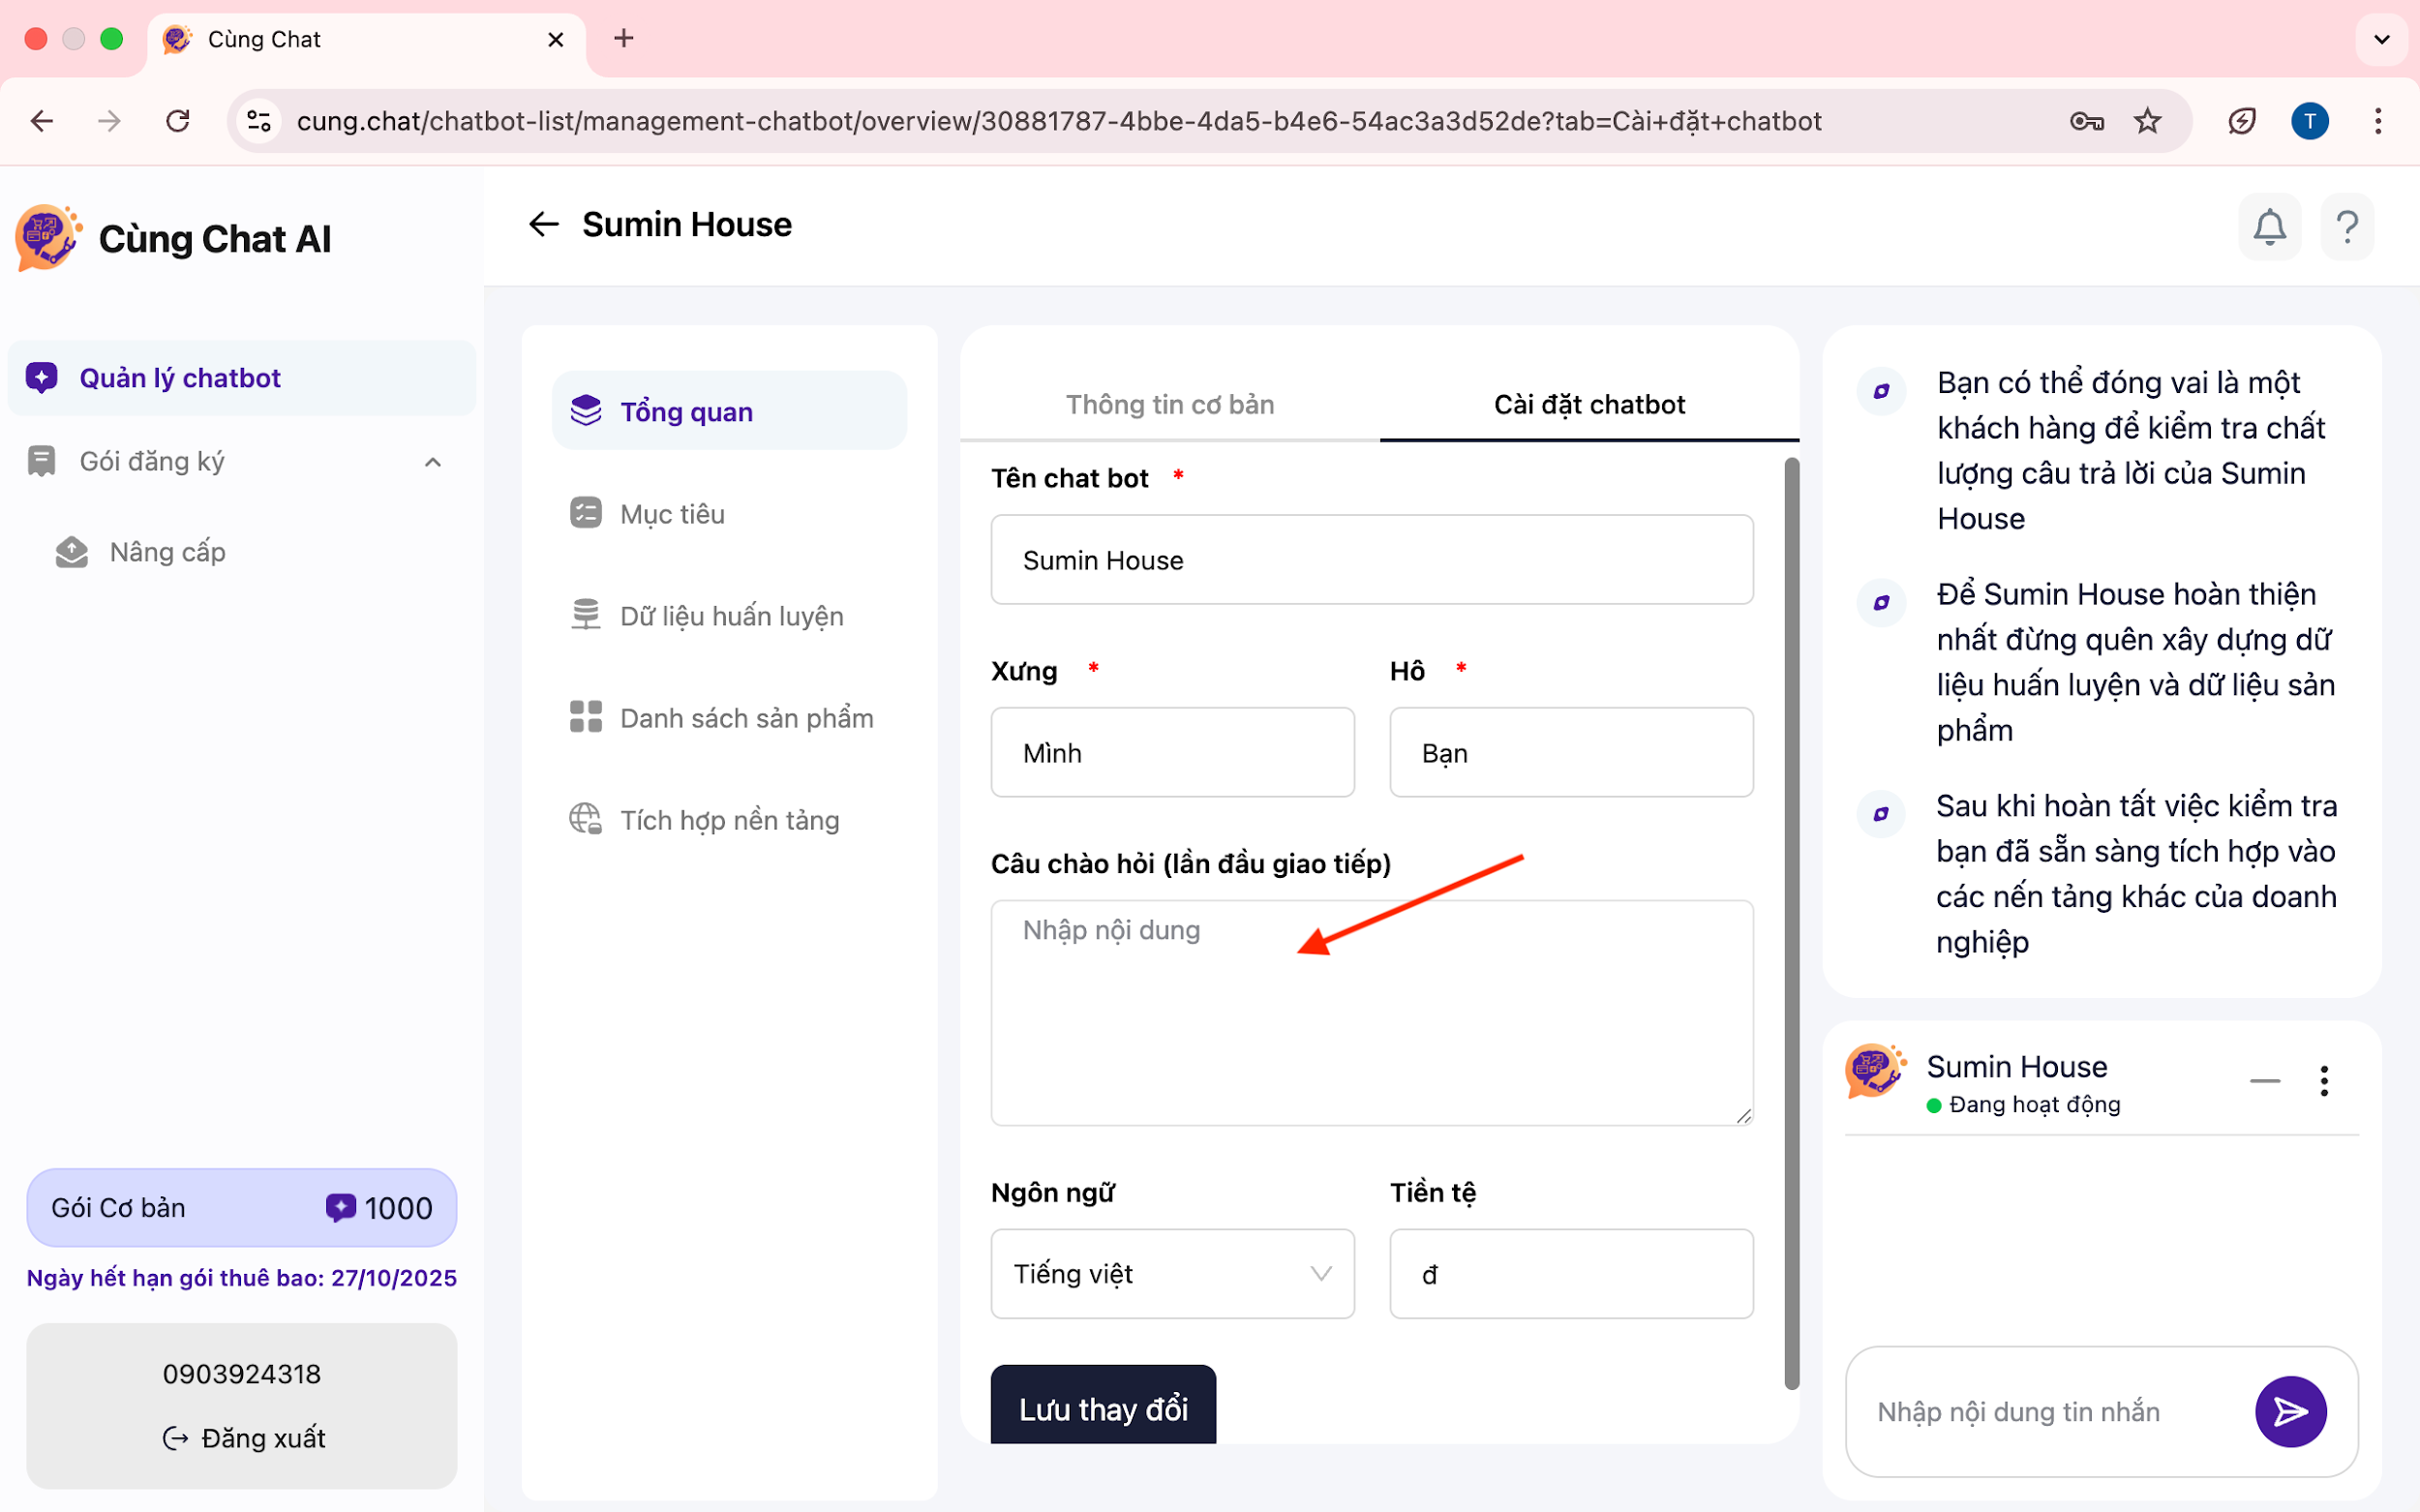 Cùng Chat
cung.chat/chatbot-list/management-chatbot/overview/30881787-4bbe-4da5-b4e6-54ac3a3d52de?tab=Cài+đặt+chatbot
T
Cùng Chat AI
Quản lý chatbot
Gói đăng ký
Nâng cấp
Gói Cơ bản 1000
Ngày hết hạn gói thuê bao: 27/10/2025
0903924318
Đăng xuất
Sumin House
Tổng quan
Mục tiêu
Dữ liệu huấn luyện
Danh sách sản phẩm
Tích hợp nền tảng
Thông tin cơ bản Cài đặt chatbot
Tên chat bot *
Sumin House
Xưng * Hô *
Mình Bạn
Câu chào hỏi (lần đầu giao tiếp)
Nhập nội dung
Ngôn ngữ Tiền tệ
Tiếng việt đ
Lưu thay đổi
Bạn có thể đóng vai là một
khách hàng để kiểm tra chất
lượng câu trả lời của Sumin
House
Để Sumin House hoàn thiện
nhất đừng quên xây dựng dữ
liệu huấn luyện và dữ liệu sản
phẩm
Sau khi hoàn tất việc kiểm tra
bạn đã sẵn sàng tích hợp vào
các nến tảng khác của doanh
nghiệp
Sumin House
Đang hoạt động
Nhập nội dung tin nhắn